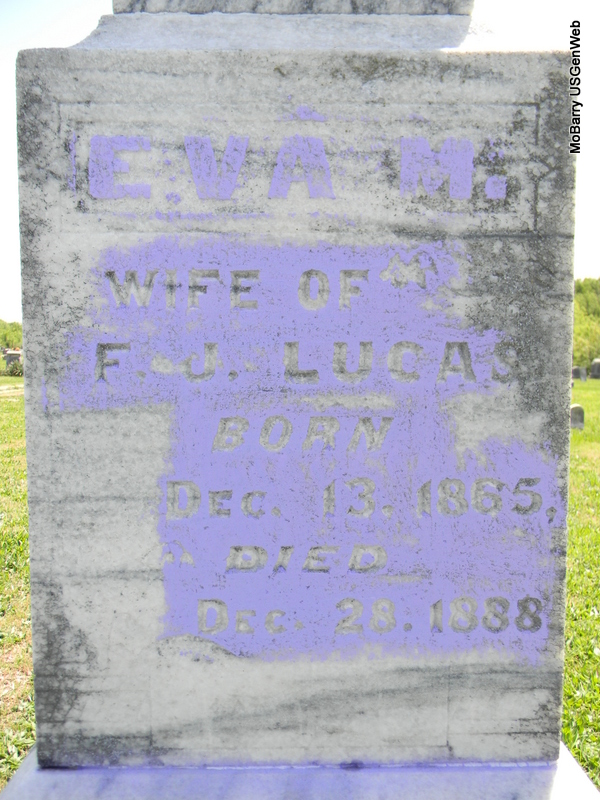 MoBarry USGenWeb
EVA M.
WIFE OF
F. J. LUCAS
BORN
DEC. 13. 1865,
DIED
DEC. 28. 1888.